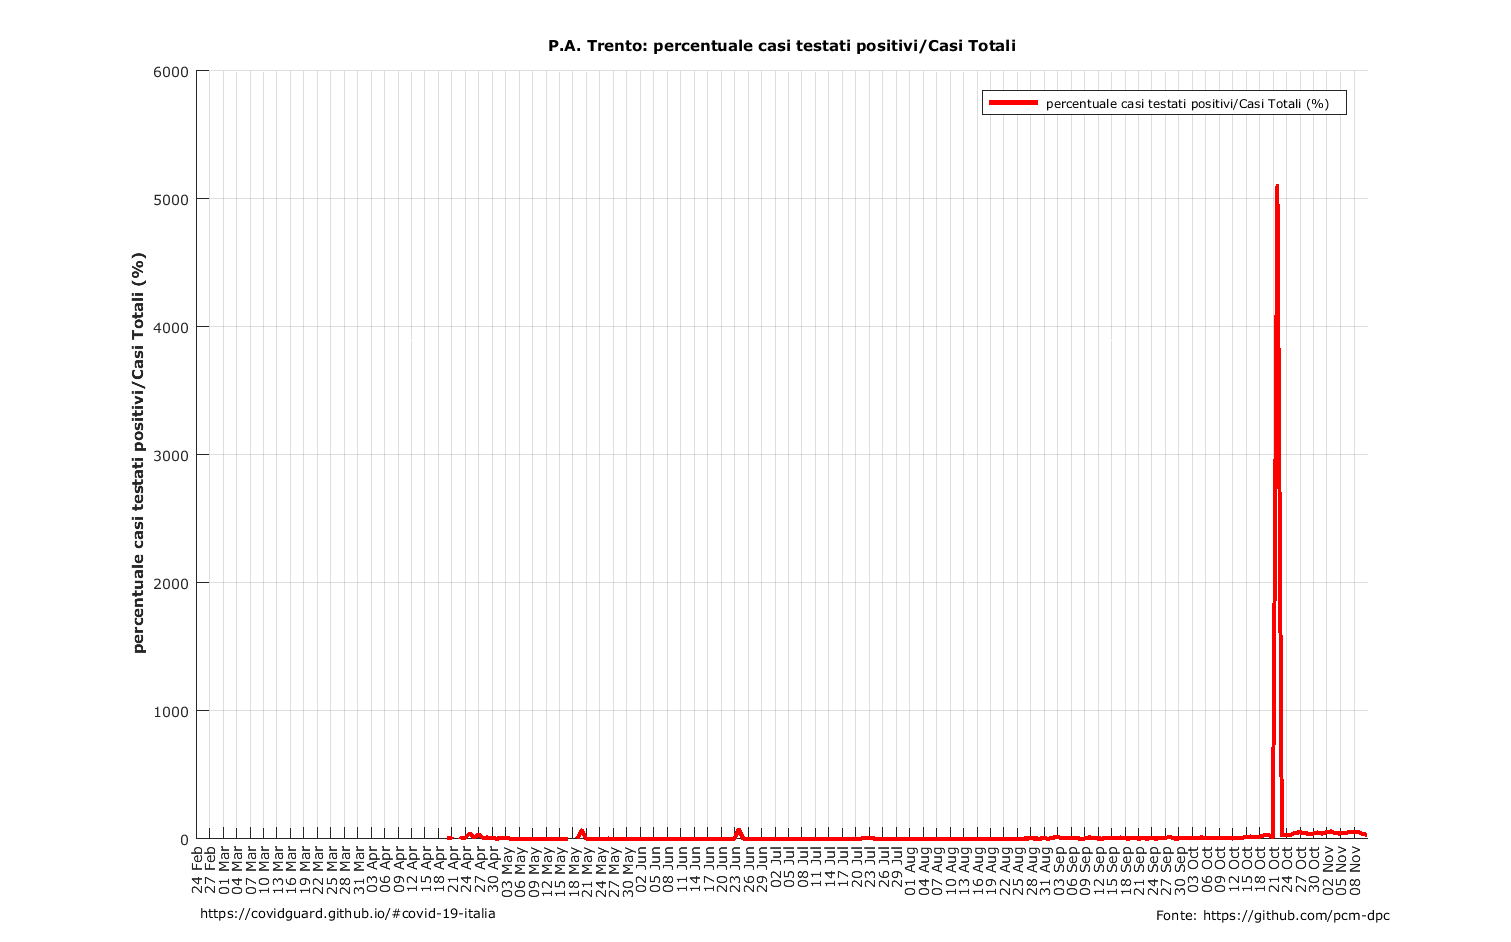 P.A. Trento: percentuale casi testati positivi/Casi Totali
percentuale casi testati positivi/Casi Totali (%)
percentuale casi testati positivi/Casi Totali (%)
6000
5000
4000
3000
2000
1000
0
24 Feb
27 Feb
01 Mar
04 Mar
07 Mar
10 Mar
13 Mar
16 Mar
19 Mar
22 Mar
25 Mar
28 Mar
31 Mar
03 Apr
06 Apr
09 Apr
12 Apr
15 Apr
18 Apr
21 Apr
24 Apr
27 Apr
30 Apr
03 May
06 May
09 May
12 May
15 May
18 May
21 May
24 May
27 May
30 May
02 Jun
05 Jun
08 Jun
11 Jun
14 Jun
17 Jun
20 Jun
23 Jun
26 Jun
29 Jun
02 Jul
05 Jul
08 Jul
11 Jul
14 Jul
17 Jul
20 Jul
23 Jul
26 Jul
29 Jul
01 Aug
04 Aug
07 Aug
10 Aug
13 Aug
16 Aug
19 Aug
22 Aug
25 Aug
28 Aug
31 Aug
03 Sep
06 Sep
09 Sep
12 Sep
15 Sep
18 Sep
21 Sep
24 Sep
27 Sep
30 Sep
03 Oct
06 Oct
09 Oct
12 Oct
15 Oct
18 Oct
21 Oct
24 Oct
27 Oct
30 Oct
02 Nov
05 Nov
08 Nov
https://covidguard.github.io/#covid-19-italia
Fonte: https://github.com/pcm-dpc